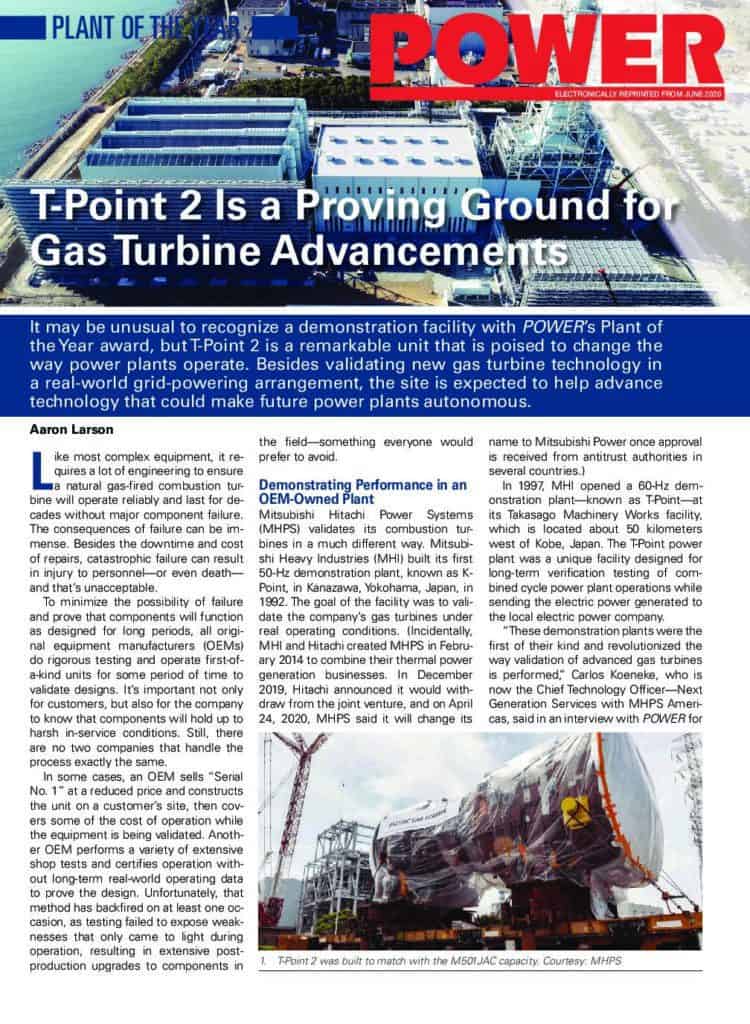 PLANT OF THE YEAR
POWER
ELECTRONICALLY REPRINTED FROM JUNE 2020
T-Point 2 Is a Proving Ground for
Gas Turbine Advancements
It may be unusual to recognize a demonstration facility with POWER’s Plant of
the Year award, but T-Point 2 is a remarkable unit that is poised to change the
way power plants operate. Besides validating new gas turbine technology in
a real-world grid-powering arrangement, the site is expected to help advance
technology that could make future power plants autonomous.
Aaron Larson
Like most complex equipment, it re-
quires a lot of engineering to ensure
a natural gas-fired combustion tur-
bine will operate reliably and last for de-
cades without major component failure.
The consequences of failure can be im-
mense. Besides the downtime and cost
of repairs, catastrophic failure can result
in injury to personnel—or even death—
and that’s unacceptable.
To minimize the possibility of failure
and prove that components will function
as designed for long periods, all origi-
nal equipment manufacturers (OEMs)
do rigorous testing and operate first-of-
a-kind units for some period of time to
validate designs. It’s important not only
for customers, but also for the company
to know that components will hold up to
harsh in-service conditions. Still, there
are no two companies that handle the
process exactly the same.
In some cases, an OEM sells “Serial
No. 1” at a reduced price and constructs
the unit on a customer’s site, then cov-
ers some of the cost of operation while
the equipment is being validated. Anoth-
er OEM performs a variety of extensive
shop tests and certifies operation with-
out long-term real-world operating data
to prove the design. Unfortunately, that
method has backfired on at least one oc-
casion, as testing failed to expose weak-
nesses that only came to light during
operation, resulting in extensive post-
production upgrades to components in
the field—something everyone would
prefer to avoid.
Demonstrating Performance in an
OEM-Owned Plant
Mitsubishi Hitachi Power Systems
(MHPS) validates its combustion tur-
bines in a much different way. Mitsubi-
shi Heavy Industries (MHI) built its first
50-Hz demonstration plant, known as K-
Point, in Kanazawa, Yokohama, Japan, in
1992. The goal of the facility was to vali-
date the company’s gas turbines under
real operating conditions. (Incidentally,
MHI and Hitachi created MHPS in Febru-
ary 2014 to combine their thermal power
generation businesses. In December
2019, Hitachi announced it would with-
draw from the joint venture, and on April
24, 2020, MHPS said it will change its
name to Mitsubishi Power once approval
is received from antitrust authorities in
several countries.)
In 1997, MHI opened a 60-Hz dem-
onstration plant—known as T-Point—at
its Takasago Machinery Works facility,
which is located about 50 kilometers
west of Kobe, Japan. The T-Point power
plant was a unique facility designed for
long-term verification testing of com-
bined cycle power plant operations while
sending the electric power generated to
the local electric power company.
“These demonstration plants were the
first of their kind and revolutionized the
way validation of advanced gas turbines
is performed,” Carlos Koeneke, who is
now the Chief Technology Officer—Next
Generation Services with MHPS Ameri-
cas, said in an interview with POWER for
1. T-Point 2 was built to match with the M501JAC capacity. Courtesy: MHPS